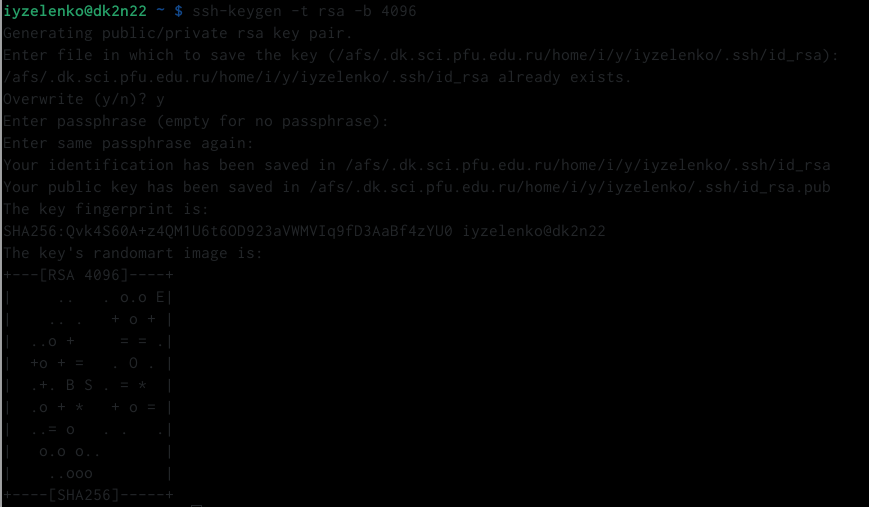 iyzelenko@dk2n22 ~ $ ssh-keygen -t rsa -b 4096
Generating public/private rsa key pair.
Enter file in which to save the key (/afs/.dk.sci.pfu.edu.ru/home/i/y/iyzelenko/.ssh/id_rsa):
/afs/.dk.sci.pfu.edu.ru/home/i/y/iyzelenko/.ssh/id_rsa already exists.
Overwrite (y/n)? y
Enter passphrase (empty for no passphrase):
Enter same passphrase again:
Your identification has been saved in /afs/.dk.sci.pfu.edu.ru/home/i/y/iyzelenko/.ssh/id_rsa
Your public key has been saved in /afs/.dk.sci.pfu.edu.ru/home/i/y/iyzelenko/.ssh/id_rsa.pub
The key fingerprint is:
SHA256:Qvk4S60A+z4QM1U6t6OD923aVWMVIq9fD3AaBf4zYU0 iyzelenko@dk2n22
The key's randomart image is:
+---[RSA 4096]----+
|     ..   . o.o E|
|    .. .   + o + |
|  ..o +     = = .|
|  +o + =   . O . |
|  .+. B S . = *  |
|  .o + *   + o = |
|  ..= o   . .   .|
|   o.o o..       |
|    ..ooo        |
+----[SHA256]-----+